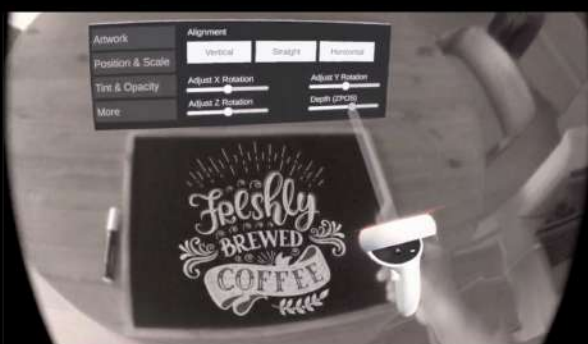 Artwork
Position & Scale
Tint & Opacity
More
Alignment
Vertical
Straight
Horizontal
Adjust X Rotation
Adjust Y Rotation
Adjust Z Rotation
Depth (ZPOS)
Freshly
BREWED
COFFEE